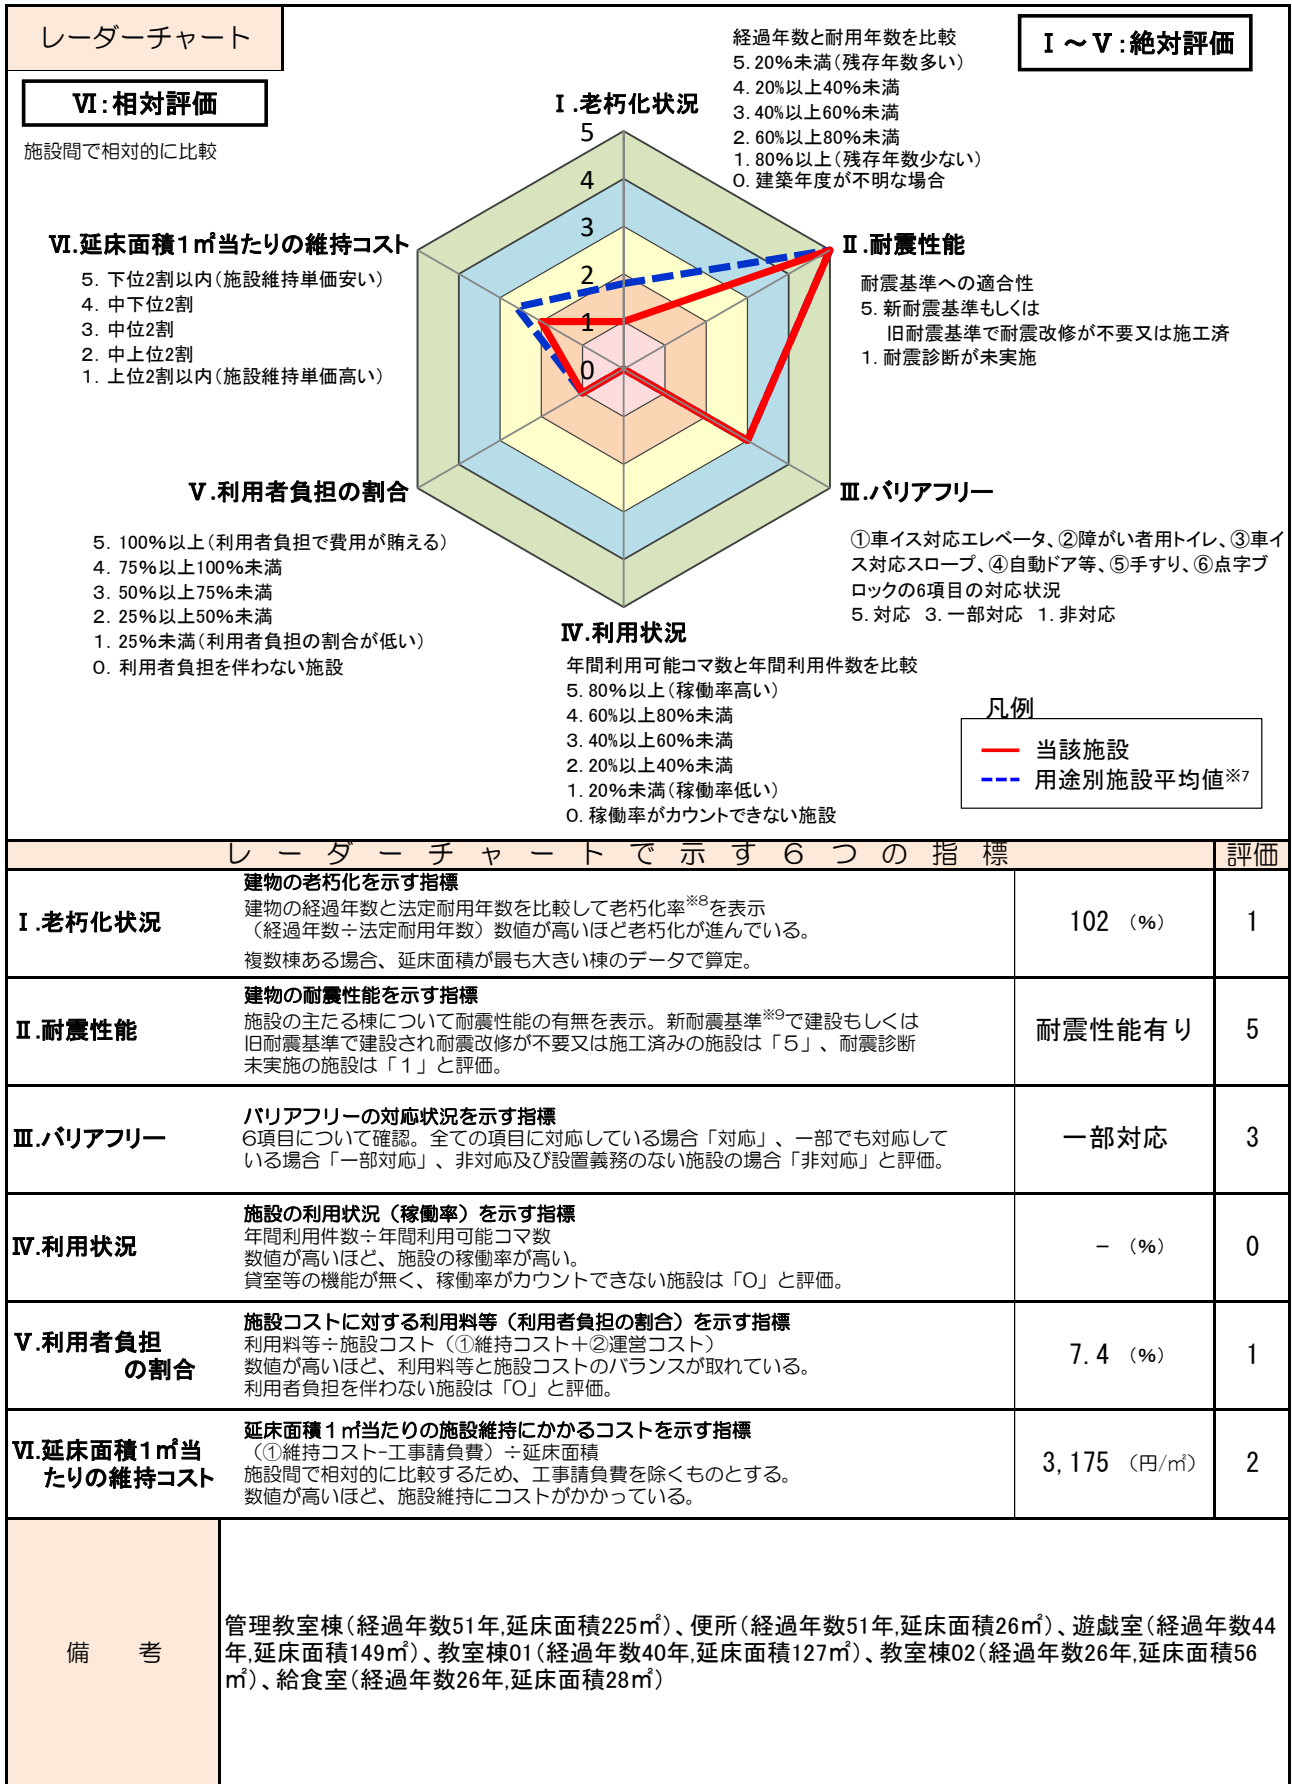 レーダーチャート
Ⅰ～Ⅴ:絶対評価
Ⅵ:相対評価
施設間で相対的に比較
Ⅰ.老朽化状況
経過年数と耐用年数を比較
5.20%未満(残存年数多い)
4.20%以上40%未満
3.40%以上60%未満
2.60%以上80%未満
1.80%以上(残存年数少ない)
0.建築年度が不明な場合
5
4
3
2
1
0
Ⅱ.耐震性能
耐震基準への適合性
5.新耐震基準もしくは
旧耐震基準で耐震改修が不要又は施工済
1.耐震診断が未実施
Ⅵ.延床面積1㎡当たりの維持コスト
5. 下位2割以内(施設維持単価安い)
4. 中下位2割
3. 中位2割
2. 中上位2割
1. 上位2割以内(施設維持単価高い)
Ⅲ.バリアフリー
①車イス対応エレベータ、②障がい者用トイレ、③車イ
ス対応スロープ、④自動ドア等、⑤手すり、⑥点字ブ
ロックの6項目の対応状況
5.対応 3.一部対応 1.非対応
Ⅴ.利用者負担の割合
5. 100%以上(利用者負担で費用が賄える)
4. 75%以上100%未満
3. 50%以上75%未満
2. 25%以上50%未満
1. 25%未満(利用者負担の割合が低い)
0. 利用者負担を伴わない施設
Ⅳ.利用状況
年間利用可能コマ数と年間利用件数を比較
5.80%以上(稼働率高い)
4.60%以上80%未満
3.40%以上60%未満
2.20%以上40%未満
1.20%未満(稼働率低い)
0.稼働率がカウントできない施設
凡例
当該施設
用途別施設平均値※7
レーダーチャートで示す6つの指標 評価
Ⅰ.老朽化状況
建物の老朽化を示す指標
建物の経過年数と法定耐用年数を比較して老朽化率※8を表示
(経過年数÷法定耐用年数)数値が高いほど老朽化が進んでいる。
複数棟ある場合、延床面積が最も大きい棟のデータで算定。
102 (%) 1
Ⅱ.耐震性能
建物の耐震性能を示す指標
施設の主たる棟について耐震性能の有無を表示。新耐震基準※9で建設もしくは
旧耐震基準で建設され耐震改修が不要又は施工済みの施設は「5」、耐震診断
未実施の施設は「1」と評価。
耐震性能有り 5
Ⅲ.バリアフリー
バリアフリーの対応状況を示す指標
6項目について確認。全ての項目に対応している場合「対応」、一部でも対応して
いる場合「一部対応」、非対応及び設置義務のない施設の場合「非対応」と評価。
一部対応 3
Ⅳ.利用状況
施設の利用状況(稼働率)を示す指標
年間利用件数÷年間利用可能コマ数
数値が高いほど、施設の稼働率が高い。
貸室等の機能が無く、稼働率がカウントできない施設は「0」と評価。
− (%) 0
Ⅴ.利用者負担
の割合
施設コストに対する利用料等(利用者負担の割合)を示す指標
利用料等÷施設コスト(①維持コスト+②運営コスト)
数値が高いほど、利用料等と施設コストのバランスが取れている。
利用者負担を伴わない施設は「0」と評価。
7.4 (%) 1
Ⅵ.延床面積1㎡当
たりの維持コスト
延床面積1㎡当たりの施設維持にかかるコストを示す指標
(①維持コスト-工事請負費)÷延床面積
施設間で相対的に比較するため、工事請負費を除くものとする。
数値が高いほど、施設維持にコストがかかっている。
3,175 (円/㎡) 2
備 考
管理教室棟(経過年数51年,延床面積225㎡)、便所(経過年数51年,延床面積26㎡)、遊戯室(経過年数44
年,延床面積149㎡)、教室棟01(経過年数40年,延床面積127㎡)、教室棟02(経過年数26年,延床面積56
㎡)、給食室(経過年数26年,延床面積28㎡)